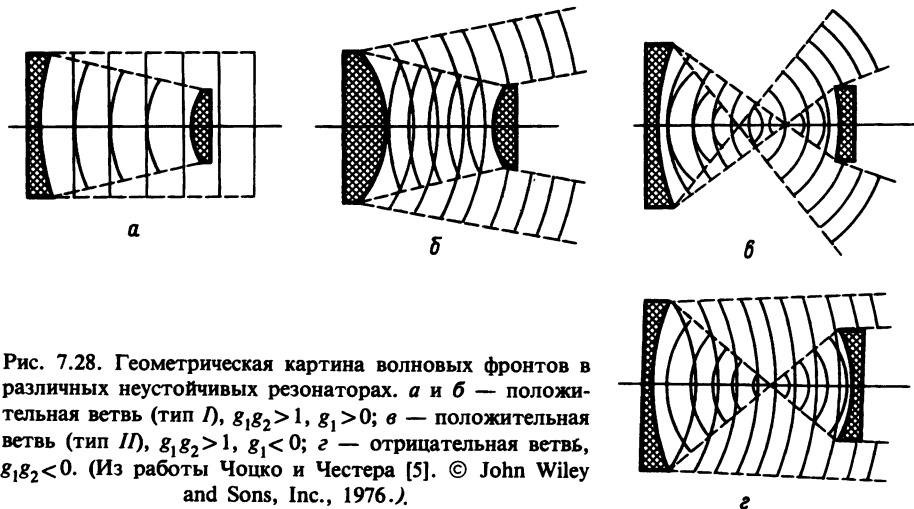 а
б
в
г
Рис. 7.28. Геометрическая картина волновых фронтов в
различных неустойчивых резонаторах. а и б — положи-
тельная ветвь (тип I), g₁g₂>1, g₁>0; в — положительная
ветвь (тип II), g₁g₂>1, g₁<0; г — отрицательная ветвь,
g₁g₂<0. (Из работы Чоцко и Честера [5]. © John Wiley
and Sons, Inc., 1976.).